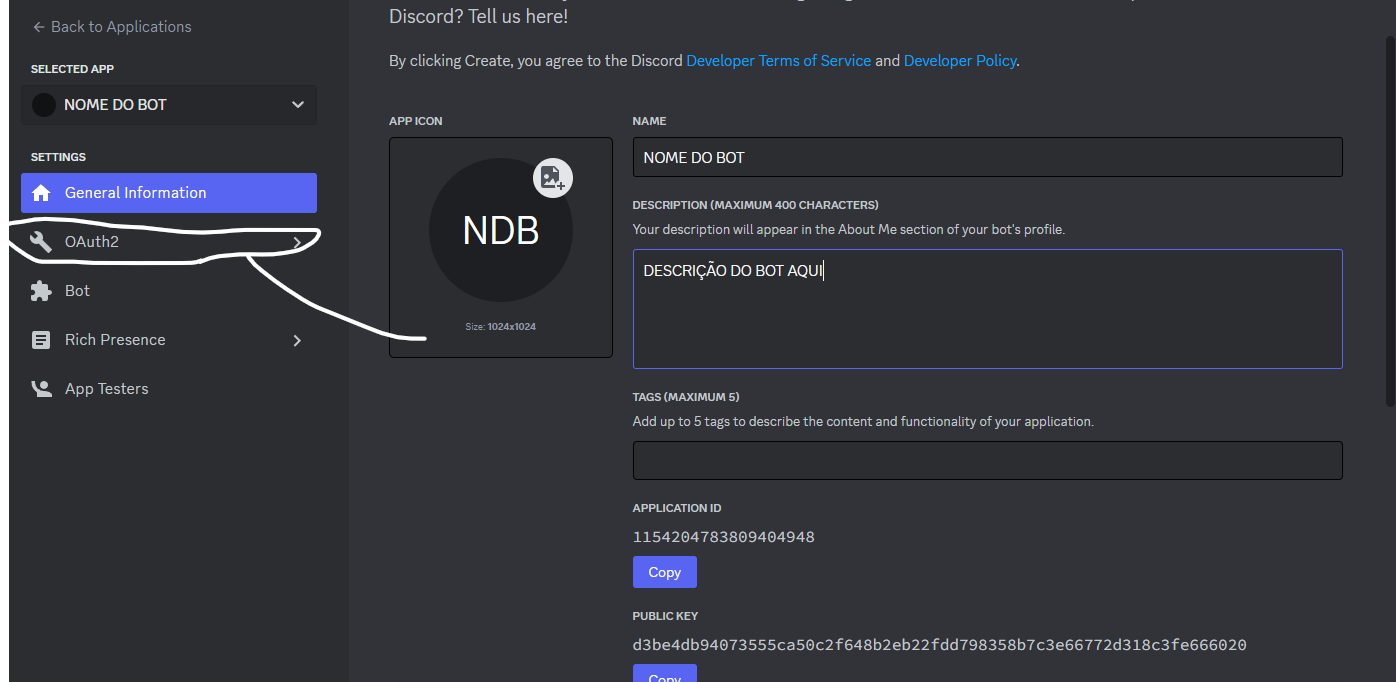 Discord? Tell us here!
By clicking Create, you agree to the Discord Developer Terms of Service and Developer Policy.
Back to Applications
SELECTED APP
NOME DO BOT
SETTINGS
General Information
OAuth2
Bot
Rich Presence
App Testers
APP ICON
NDB
Size: 1024x1024
NAME
NOME DO BOT
DESCRIPTION (MAXIMUM 400 CHARACTERS)
Your description will appear in the About Me section of your bot's profile.
DESCRIÇÃO DO BOT AQUI
TAGS (MAXIMUM 5)
Add up to 5 tags to describe the content and functionality of your application.
APPLICATION ID
1154204783809404948
Copy
PUBLIC KEY
d3be4db94073555ca50c2f648b2eb22fdd798358b7c3e66772d318c3fe666020
Copy